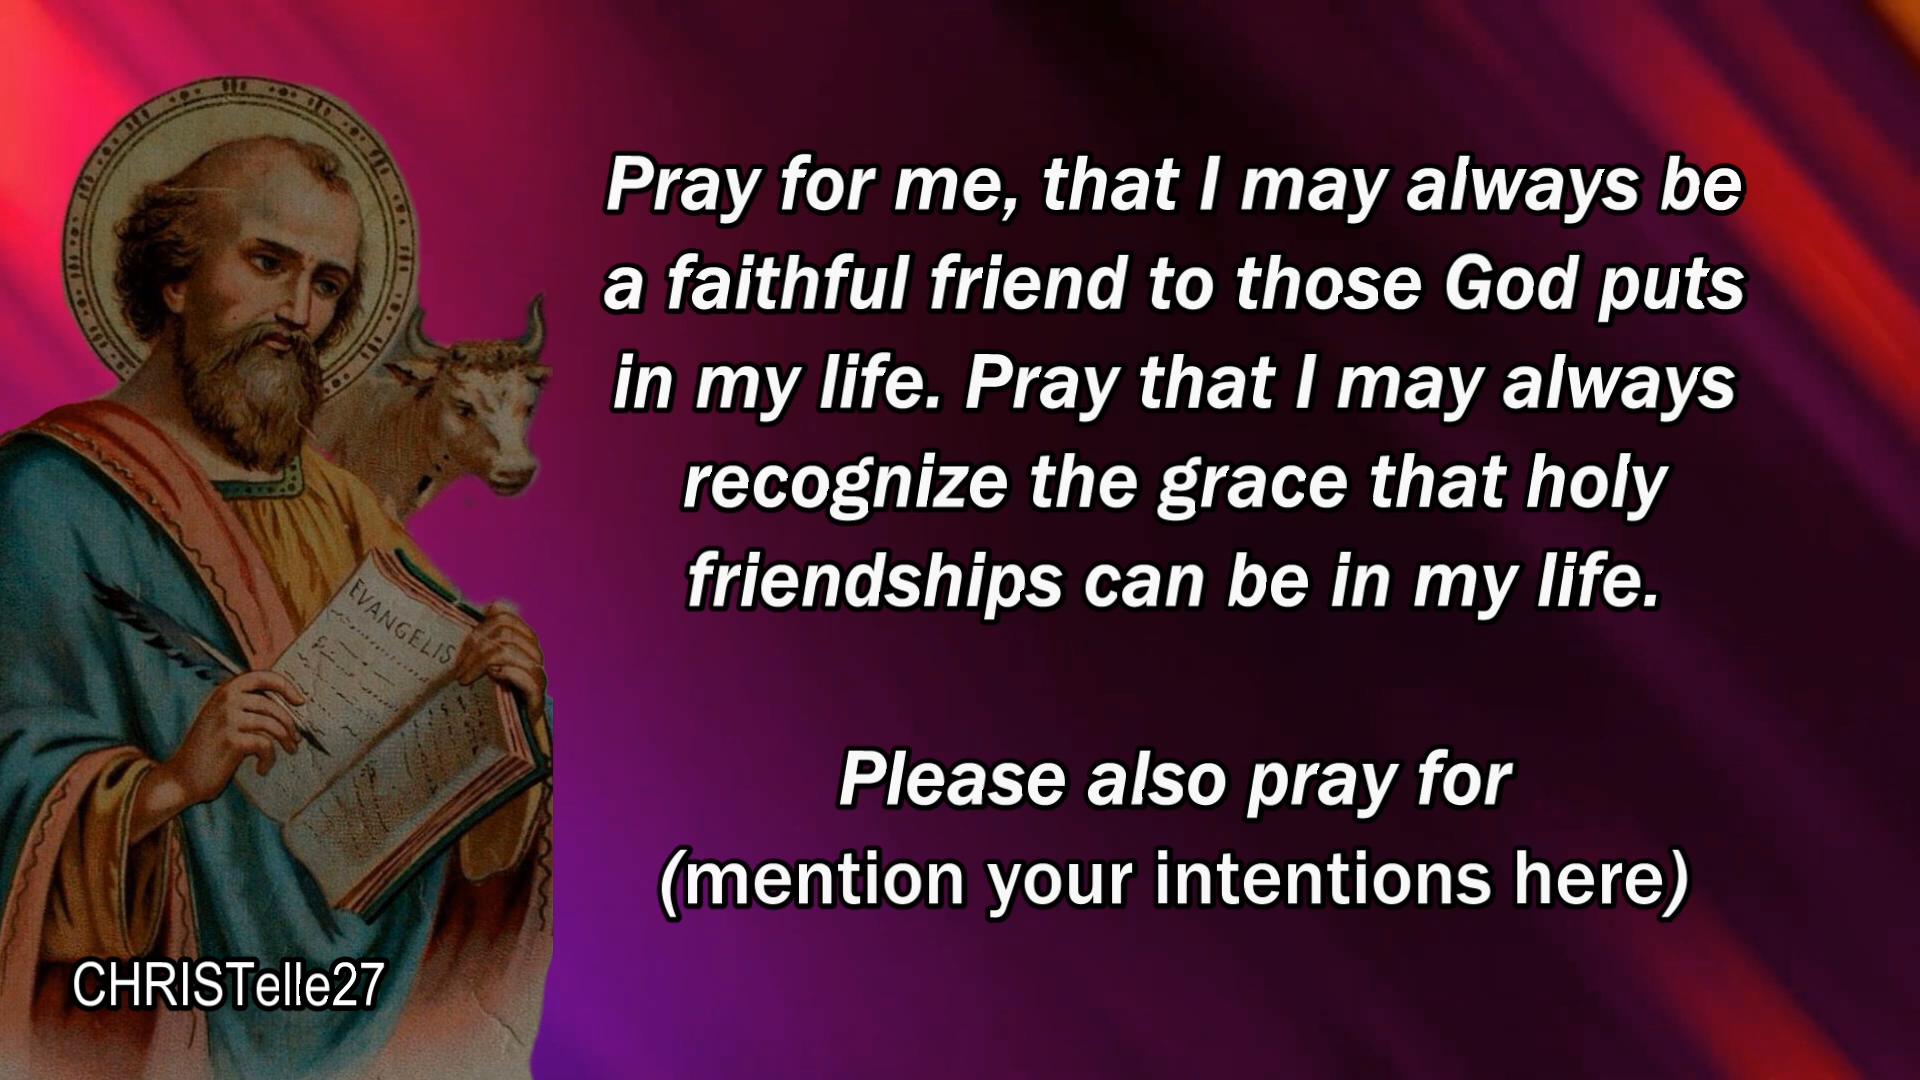 Pray for me, that I may always be
a faithful friend to those God puts
in my life. Pray that I may always
recognize the grace that holy
friendships can be in my life.
Please also pray for
(mention your intentions here)
EVANGELIS
CHRISTelle27